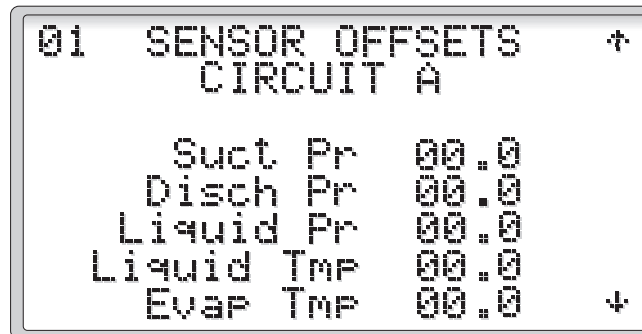 01 SENSOR OFFSETS ↑
CIRCUIT A
Suct Pr 00.0
Disch Pr 00.0
Liquid Pr 00.0
Liquid Tmp 00.0
Evap Tmp 00.0 ↓